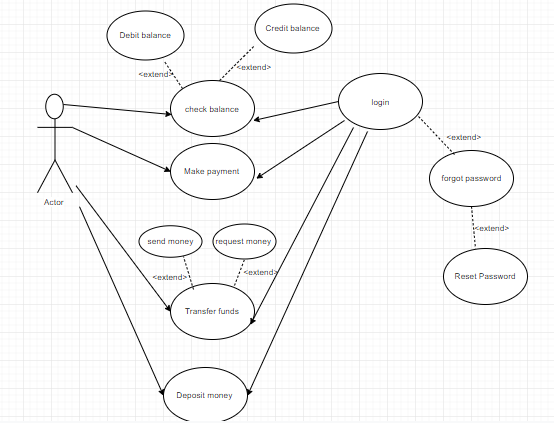 Debit balance
Credit balance
<extend>
<extend>
check balance
login
<extend>
Make payment
forgot password
Actor
<extend>
send money
request money
<extend>
<extend>
Reset Password
Transfer funds
Deposit money